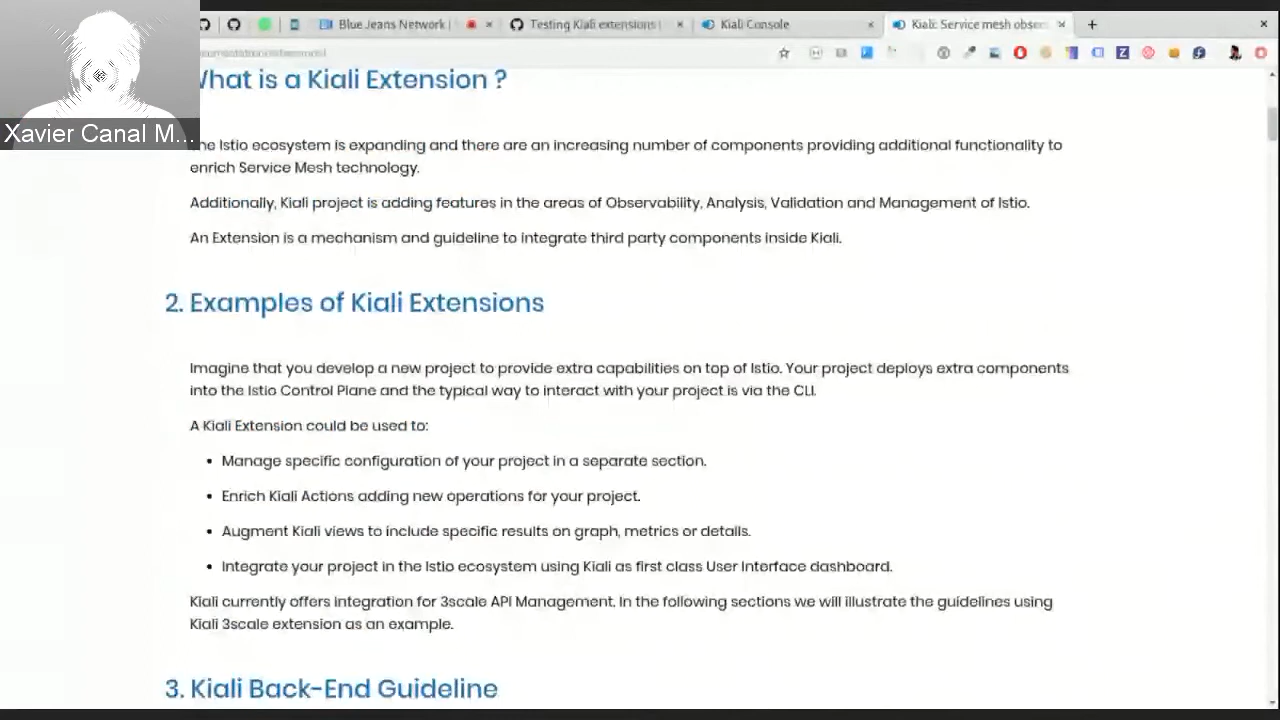 Blue Jeans Network |
Testing Kiali extensions |
Kiali Console
Kiali: Service mesh obser
What is a Kiali Extension ?
Xavier Canal M...
he Istio ecosystem is expanding and there are an increasing number of components providing additional functionality to
enrich Service Mesh technology.
Additionally, Kiali project is adding features in the areas of Observability, Analysis, Validation and Management of Istio.
An Extension is a mechanism and guideline to integrate third party components inside Kiali.
2. Examples of Kiali Extensions
Imagine that you develop a new project to provide extra capabilities on top of Istio. Your project deploys extra components
into the Istio Control Plane and the typical way to interact with your project is via the CLI.
A Kiali Extension could be used to:
• Manage specific configuration of your project in a separate section.
• Enrich Kiali Actions adding new operations for your project.
• Augment Kiali views to include specific results on graph, metrics or details.
• Integrate your project in the Istio ecosystem using Kiali as first class User Interface dashboard.
Kiali currently offers integration for 3scale API Management. In the following sections we will illustrate the guidelines using
Kiali 3scale extension as an example.
3. Kiali Back-End Guideline